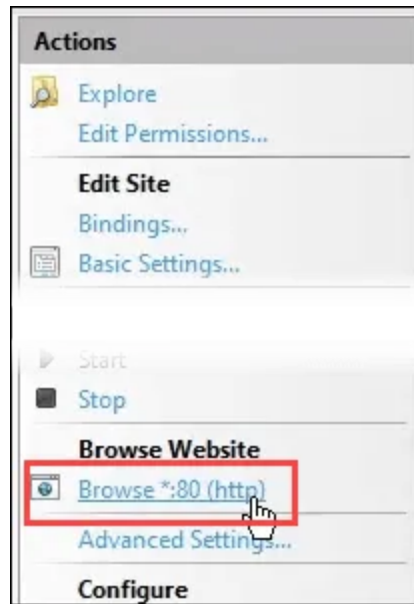 Actions
Explore
Edit Permissions...
Edit Site
Bindings...
Basic Settings...
Start
Stop
Browse Website
Browse *:80 (http)
Advanced Settings...
Configure